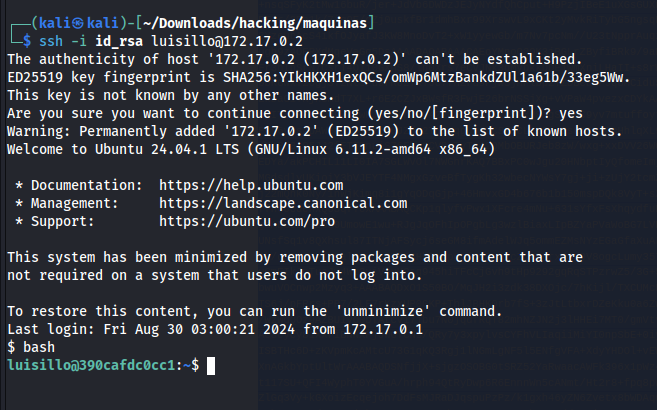 ┌──(kali㉿kali)-[~/Downloads/hacking/maquinas]
└─$ ssh -i id_rsa luisillo@172.17.0.2
The authenticity of host '172.17.0.2 (172.17.0.2)' can't be established.
ED25519 key fingerprint is SHA256:YIkHKXH1exQCs/omWp6MtzBankdZUl1a61b/33eg5Ww.
This key is not known by any other names.
Are you sure you want to continue connecting (yes/no/[fingerprint])? yes
Warning: Permanently added '172.17.0.2' (ED25519) to the list of known hosts.
Welcome to Ubuntu 24.04.1 LTS (GNU/Linux 6.11.2-amd64 x86_64)
* Documentation:  https://help.ubuntu.com
* Management:     https://landscape.canonical.com
* Support:        https://ubuntu.com/pro
This system has been minimized by removing packages and content that are
not required on a system that users do not log into.
To restore this content, you can run the 'unminimize' command.
Last login: Fri Aug 30 03:00:21 2024 from 172.17.0.1
$ bash
luisillo@390cafdc0cc1:~$